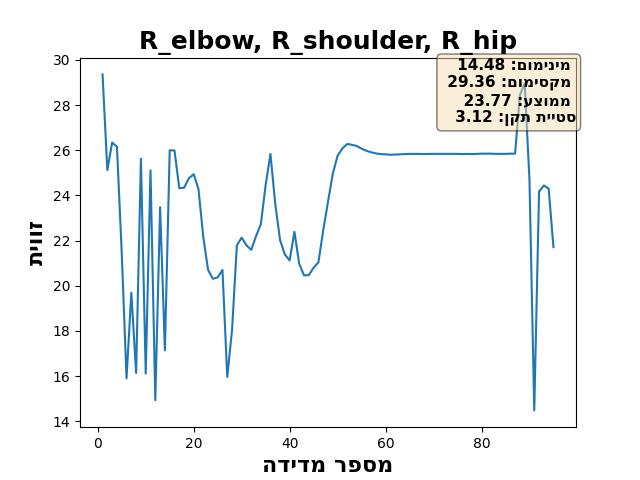 R_elbow, R_shoulder, R_hip
מינימום: 14.48
מקסימום: 29.36
ממוצע: 23.77
סטיית תקן: 3.12
30
28
26
24
22
20
18
16
14
זווית
0 20 40 60 80
מספר מדידה